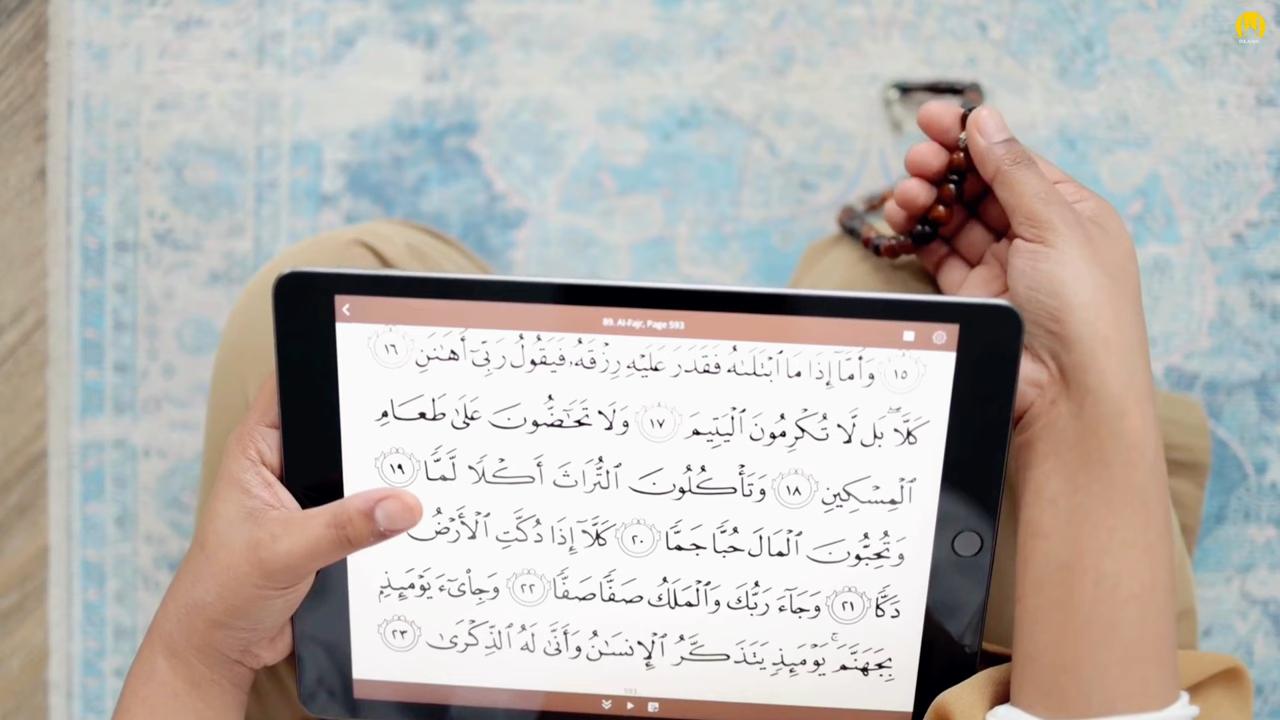 89. Al-Fajr, Page 593
١٥ وَأَمَّآ إِذَا مَا ٱبْتَلَىٰهُ فَقَدَرَ عَلَيْهِ رِزْقَهُۥ فَيَقُولُ رَبِّىٓ أَهَـٰنَنِ ١٦
كَلَّا ۖ بَل لَّا تُكْرِمُونَ ٱلْيَتِيمَ ١٧ وَلَا تَحَـٰٓضُّونَ عَلَىٰ طَعَامِ
ٱلْمِسْكِينِ ١٨ وَتَأْكُلُونَ ٱلتُّرَاثَ أَكْلًا لَّمًّا ١٩
وَتُحِبُّونَ ٱلْمَالَ حُبًّا جَمًّا ٢٠ كَلَّآ إِذَا دُكَّتِ ٱلْأَرْضُ
دَكًّا ٢١ وَجَآءَ رَبُّكَ وَٱلْمَلَكُ صَفًّا صَفًّا ٢٢ وَجِا۟ىٓءَ يَوْمَئِذٍۭ
بِجَهَنَّمَ ۚ يَوْمَئِذٍ يَتَذَكَّرُ ٱلْإِنسَـٰنُ وَأَنَّىٰ لَهُ ٱلذِّكْرَىٰ ٢٣
593